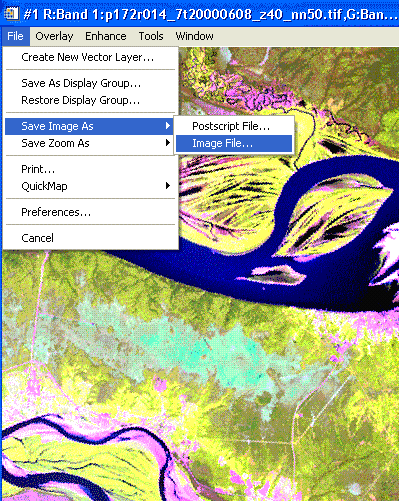 #1 R:Band 1:p172r014_7t20000608_z40_nn50.tif,G:Ban...
File Overlay Enhance Tools Window
Create New Vector Layer...
Save As Display Group...
Restore Display Group...
Save Image As
Postscript File...
Save Zoom As
Image File...
Print...
QuickMap
Preferences...
Cancel